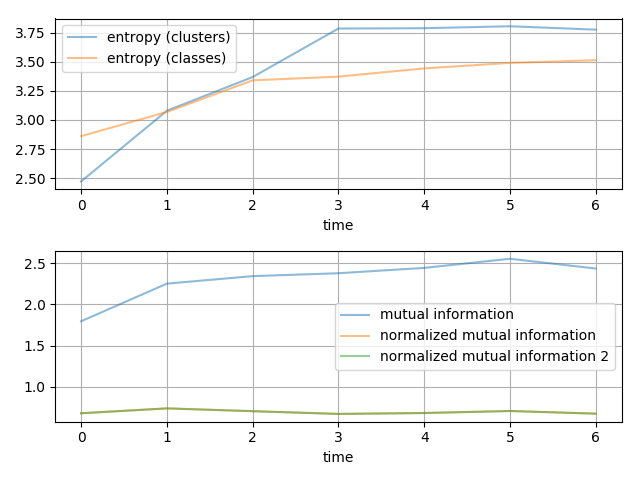 3.75
3.50
3.25
3.00
2.75
2.50
entropy (clusters)
entropy (classes)
0 1 2 3 4 5 6
time
2.5
2.0
1.5
1.0
mutual information
normalized mutual information
normalized mutual information 2
0 1 2 3 4 5 6
time